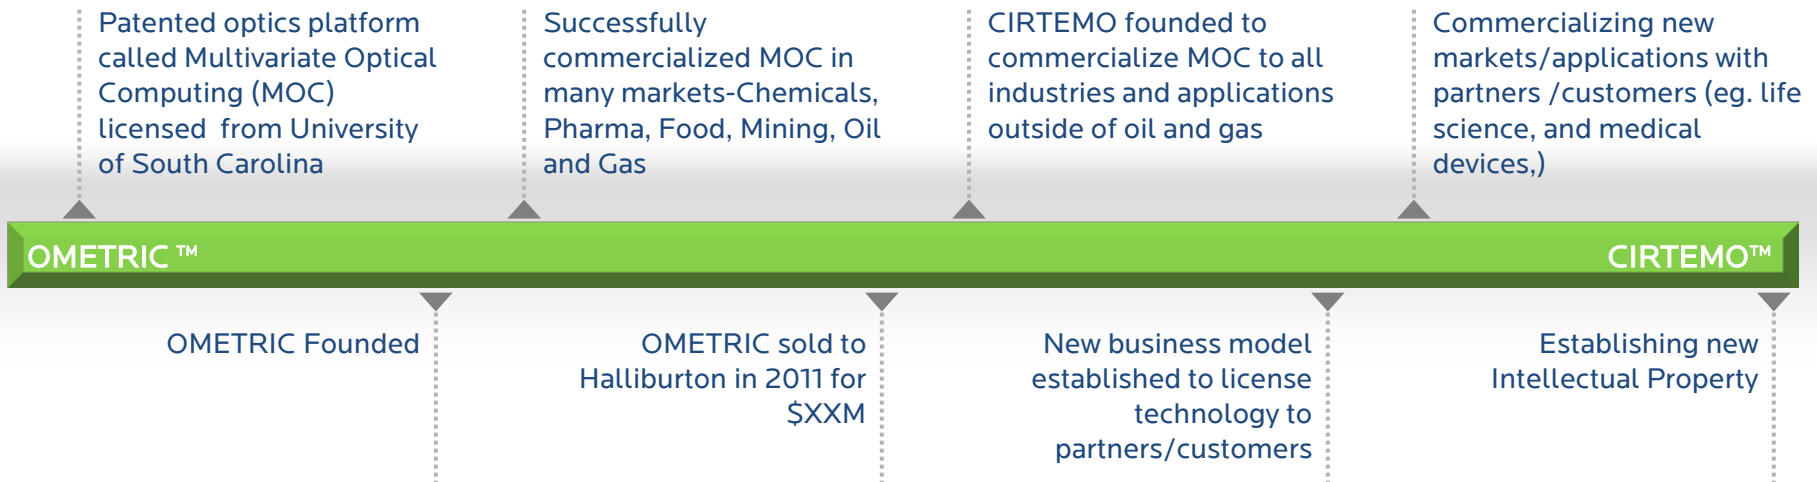 Patented optics platform
called Multivariate Optical
Computing (MOC)
licensed from University
of South Carolina
Successfully
commercialized MOC in
many markets-Chemicals,
Pharma, Food, Mining, Oil
and Gas
CIRTEMO founded to
commercialize MOC to all
industries and applications
outside of oil and gas
Commercializing new
markets/applications with
partners /customers (eg. life
science, and medical
devices,)
OMETRIC ™
CIRTEMO™
OMETRIC Founded
OMETRIC sold to
Halliburton in 2011 for
$XXM
New business model
established to license
technology to
partners/customers
Establishing new
Intellectual Property